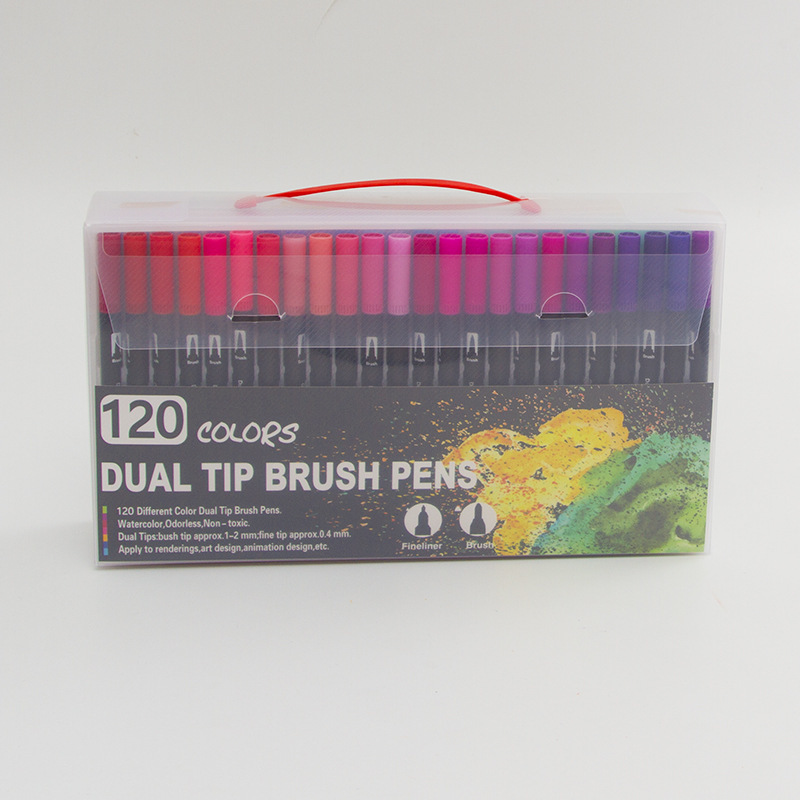 120 COLORS
DUAL TIP BRUSH PENS
120 Different Color Dual Tip Brush Pens.
Watercolor,Odorless,Non-toxic.
Dual Tips:bush tip approx.1-2 mm;fine tip approx.0.4 mm.
Apply to renderings,art design,animation design,etc.
Fineliner
Brush